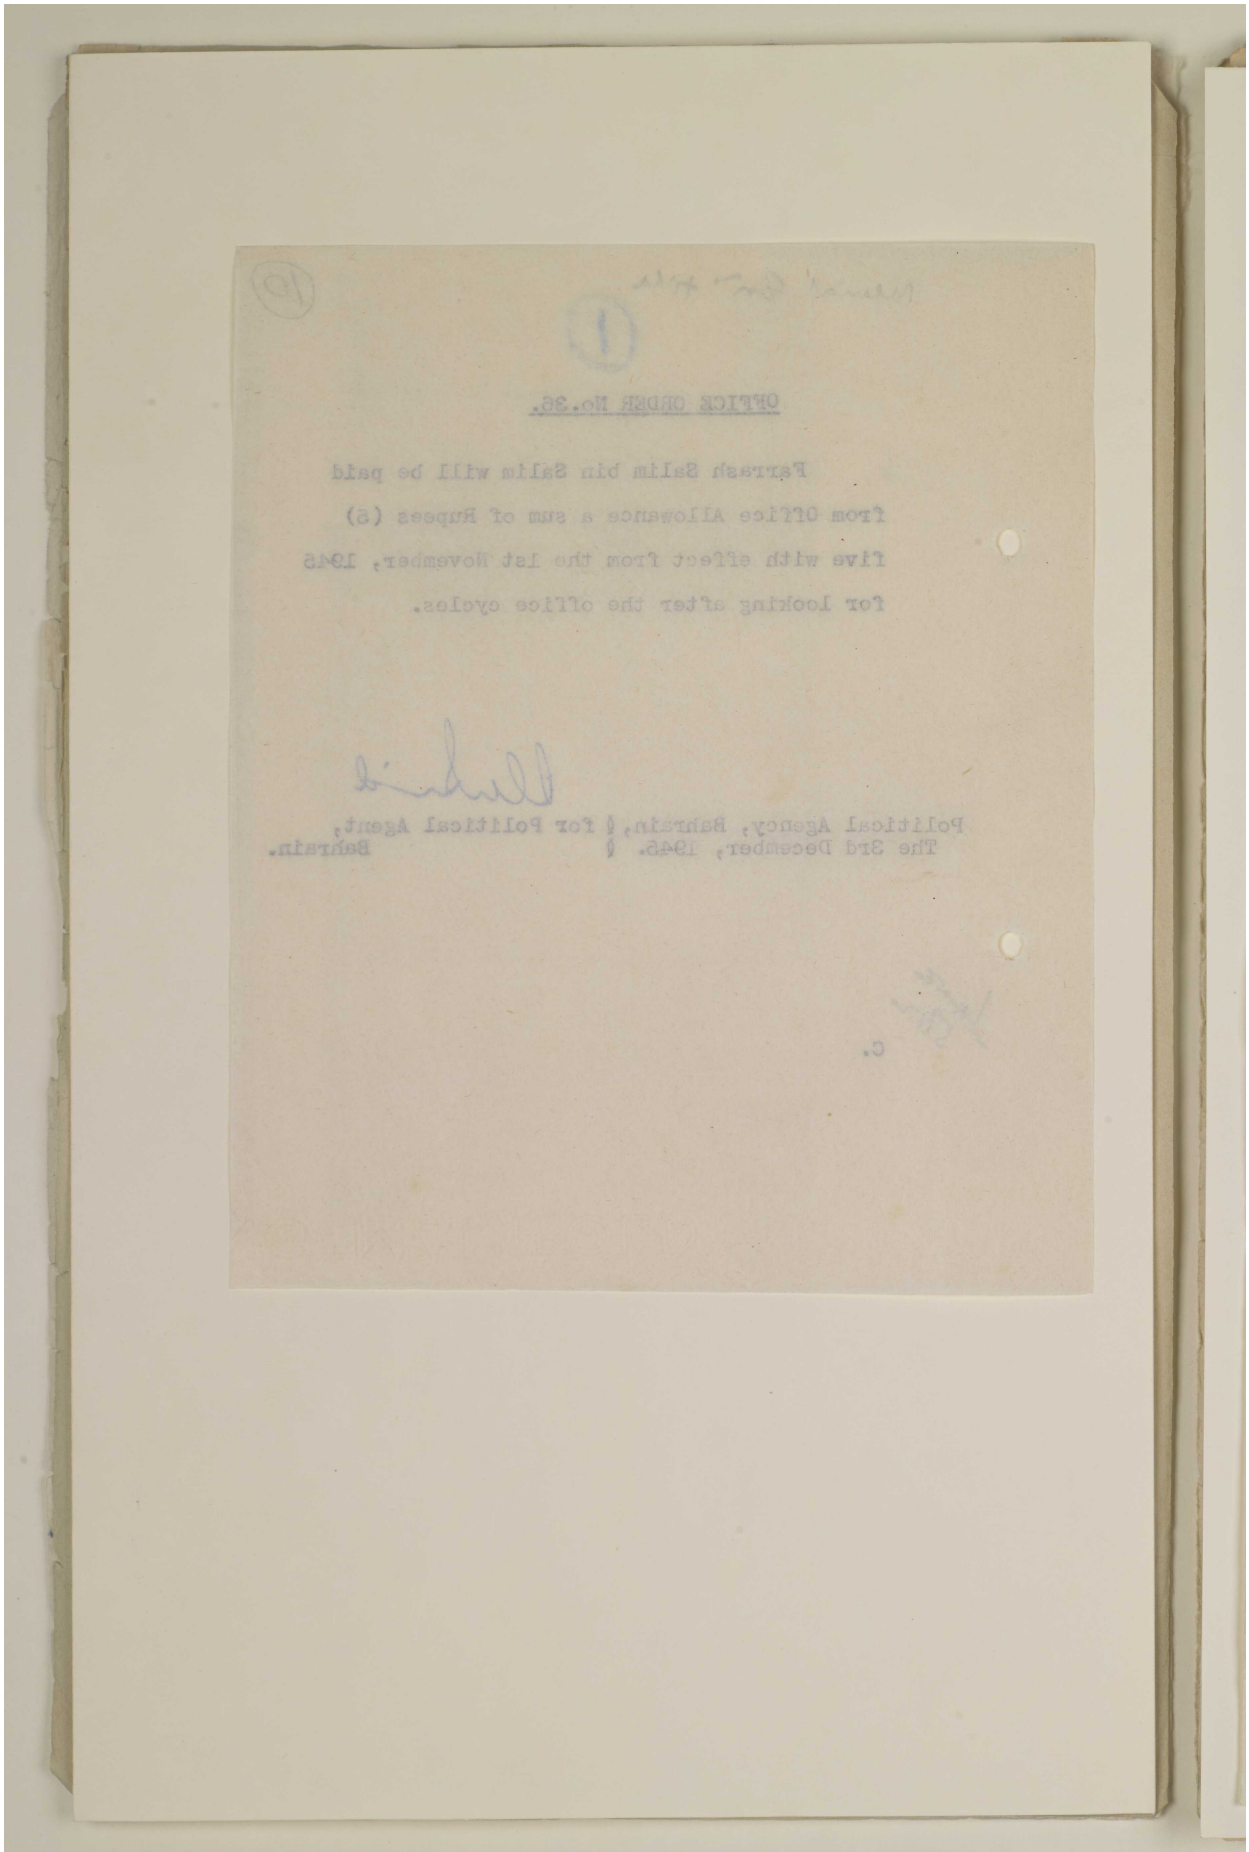 10
1
OFFICE ORDER No.36.
Farrash Salim bin Salim will be paid
from Office Allowance a sum of Rupees (5)
five with effect from the 1st November, 1945
for looking after the office cycles.
Political Agency, Bahrain, for Political Agent,
The 3rd December, 1945. Bahrain.
C.